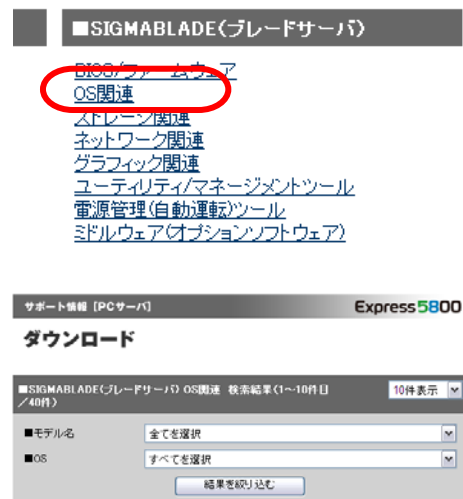 ■SIGMABLADE(ブレードサーバ)
BIOS/ファームウェア
OS関連
ストレージ関連
ネットワーク関連
グラフィック関連
ユーティリティ/マネージメントツール
電源管理(自動運転)ツール
ミドルウェア(オプションソフトウェア)
サポート情報 [PCサーバ] Express5800
ダウンロード
■SIGMABLADE(ブレードサーバ) OS関連 検索結果(1～10件目
／40件) 10件表示
■モデル名 全てを選択
■OS すべてを選択
結果を絞り込む